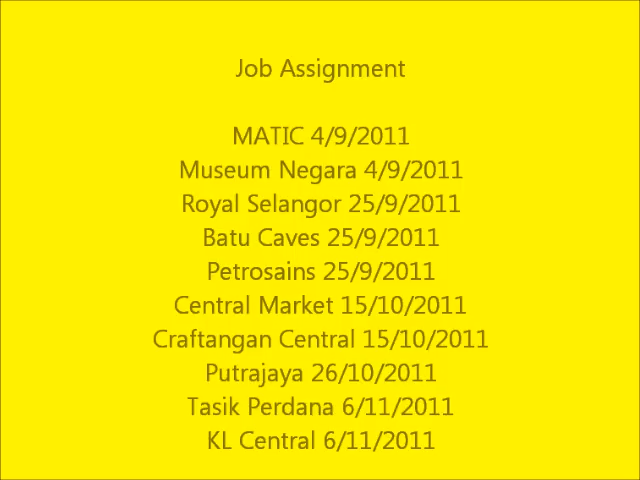 Job Assignment
MATIC 4/9/2011
Museum Negara 4/9/2011
Royal Selangor 25/9/2011
Batu Caves 25/9/2011
Petrosains 25/9/2011
Central Market 15/10/2011
Craftangan Central 15/10/2011
Putrajaya 26/10/2011
Tasik Perdana 6/11/2011
KL Central 6/11/2011